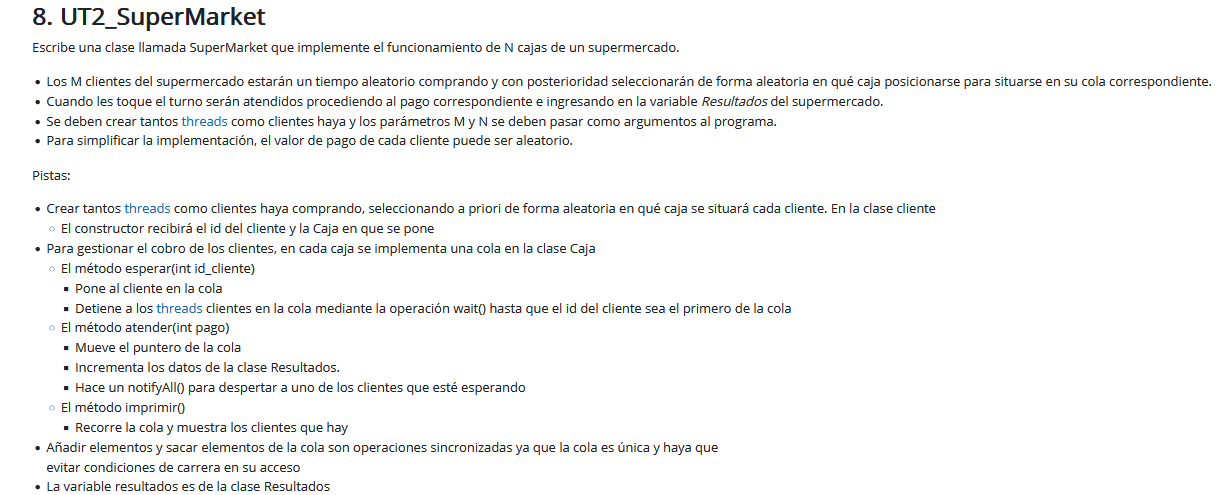 8. UT2_SuperMarket
Escribe una clase llamada SuperMarket que implemente el funcionamiento de N cajas de un supermercado.
• Los M clientes del supermercado estarán un tiempo aleatorio comprando y con posterioridad seleccionarán de forma aleatoria en qué caja posicionarse para situarse en su cola correspondiente.
• Cuando les toque el turno serán atendidos procediendo al pago correspondiente e ingresando en la variable Resultados del supermercado.
• Se deben crear tantos threads como clientes haya y los parámetros M y N se deben pasar como argumentos al programa.
• Para simplificar la implementación, el valor de pago de cada cliente puede ser aleatorio.
Pistas:
• Crear tantos threads como clientes haya comprando, seleccionando a priori de forma aleatoria en qué caja se situará cada cliente. En la clase cliente
○ El constructor recibirá el id del cliente y la Caja en que se pone
• Para gestionar el cobro de los clientes, en cada caja se implementa una cola en la clase Caja
○ El método esperar(int id_cliente)
▪ Pone al cliente en la cola
▪ Detiene a los threads clientes en la cola mediante la operación wait() hasta que el id del cliente sea el primero de la cola
○ El método atender(int pago)
▪ Mueve el puntero de la cola
▪ Incrementa los datos de la clase Resultados.
▪ Hace un notifyAll() para despertar a uno de los clientes que esté esperando
○ El método imprimir()
▪ Recorre la cola y muestra los clientes que hay
• Añadir elementos y sacar elementos de la cola son operaciones sincronizadas ya que la cola es única y haya que
evitar condiciones de carrera en su acceso
• La variable resultados es de la clase Resultados